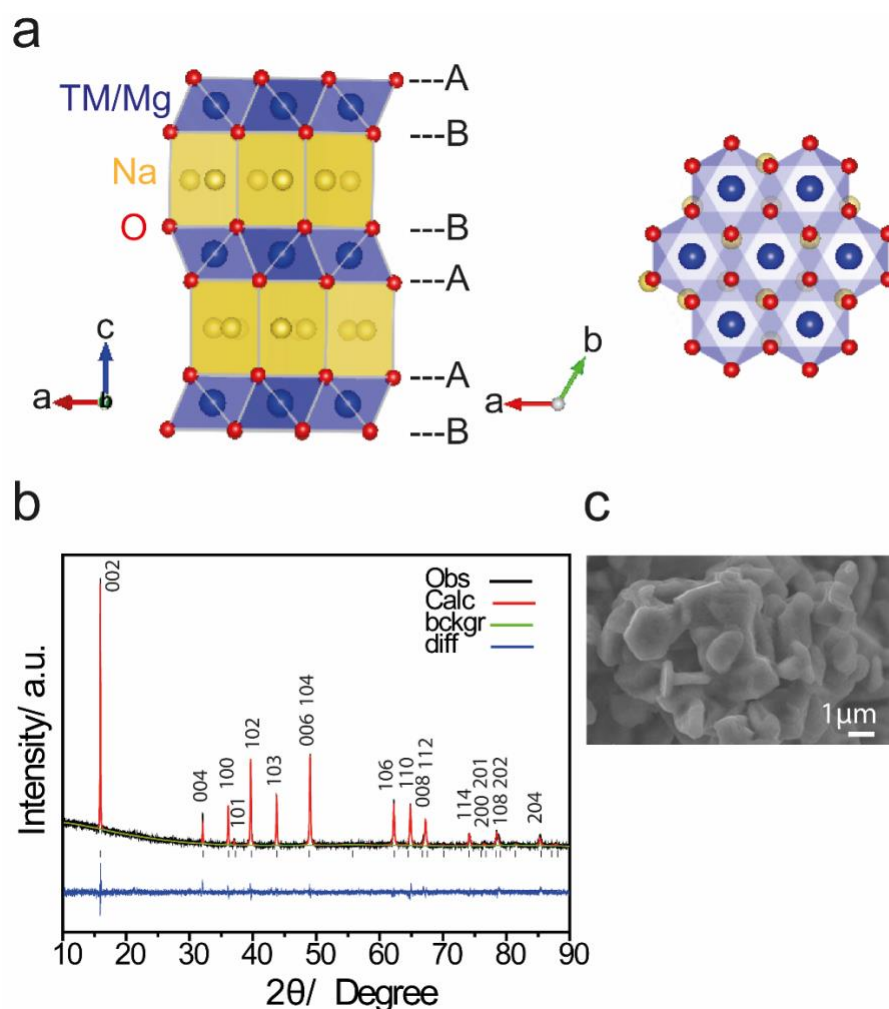 a
TM/Mg
Na
O
---A
---B
---B
---A
---A
---B
c
a
b
b
a
b
Obs
Calc
bckgr
diff
002
004
100
101
102
103
006 104
106
110
008 112
114
200 201
108 202
204
Intensity/ a.u.
10 20 30 40 50 60 70 80 90
2θ/ Degree
c
1µm